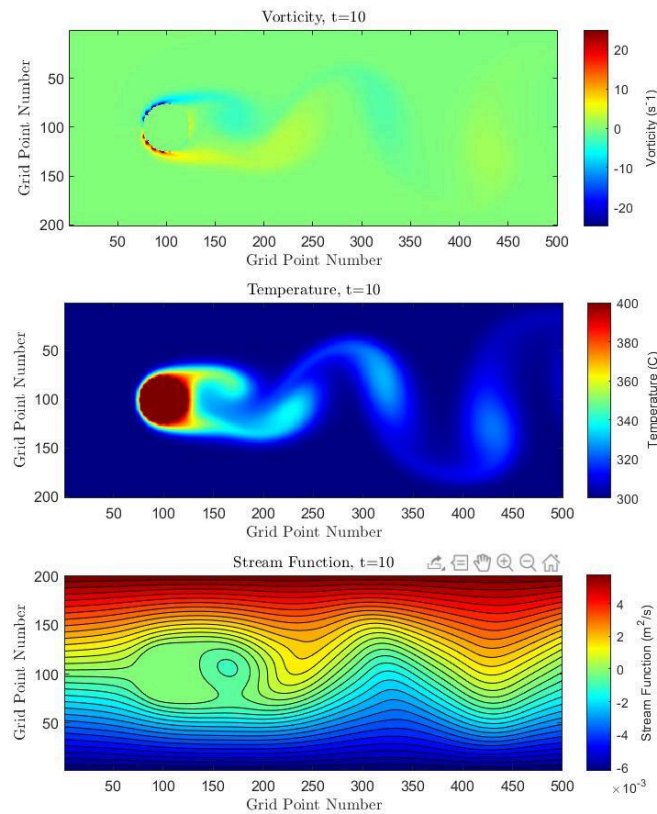 Vorticity, t=10
Grid Point Number
50
100
150
200
50 100 150 200 250 300 350 400 450 500
Grid Point Number
20
10
0
-10
-20
Vorticity (s⁻¹)
Temperature, t=10
Grid Point Number
50
100
150
200
50 100 150 200 250 300 350 400 450 500
Grid Point Number
400
380
360
340
320
300
Temperature (C)
Stream Function, t=10
Grid Point Number
200
150
100
50
50 100 150 200 250 300 350 400 450 500
Grid Point Number
4
2
0
-2
-4
-6
× 10⁻³
Stream Function (m²/s)